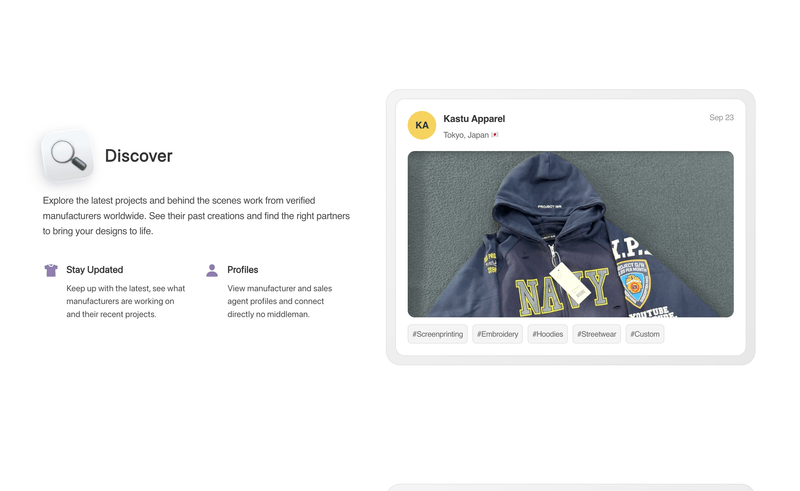 Discover
Explore the latest projects and behind the scenes work from verified
manufacturers worldwide. See their past creations and find the right partners
to bring your designs to life.
Stay Updated
Keep up with the latest, see what
manufacturers are working on
and their recent projects.
Profiles
View manufacturer and sales
agent profiles and connect
directly no middleman.
KA
Kastu Apparel
Tokyo, Japan
Sep 23
NAVY
Y.P.
YOUTUBE
#Screenprinting
#Embroidery
#Hoodies
#Streetwear
#Custom